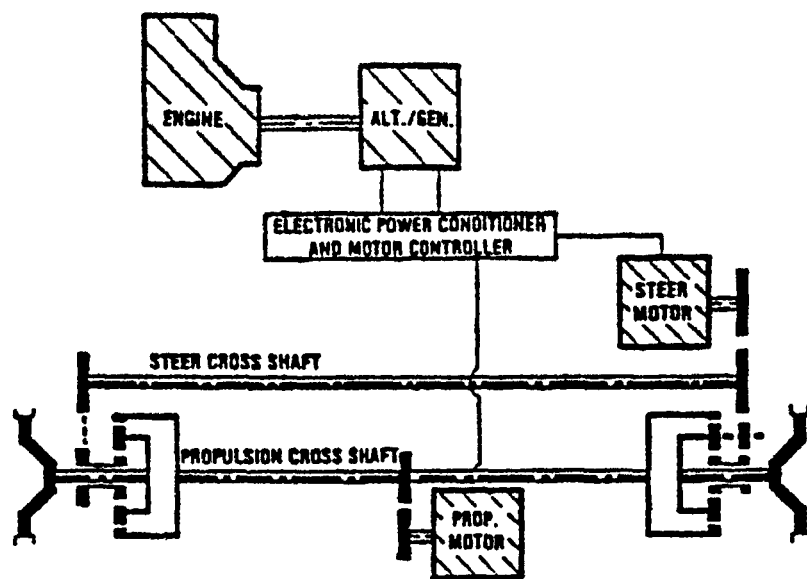 ENGINE
ALT./GEN.
ELECTRONIC POWER CONDITIONER
AND MOTOR CONTROLLER
STEER
MOTOR
STEER CROSS SHAFT
PROPULSION CROSS SHAFT
PROP.
MOTOR